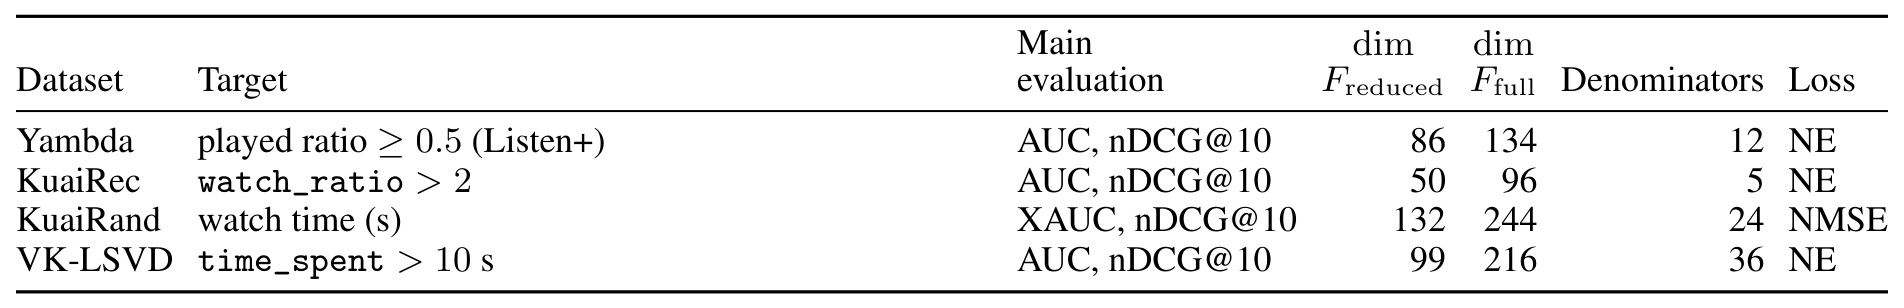 Main dim dim
Dataset Target evaluation F_reduced F_full Denominators Loss
Yambda played ratio ≥ 0.5 (Listen+) AUC, nDCG@10 86 134 12 NE
KuaiRec watch_ratio > 2 AUC, nDCG@10 50 96 5 NE
KuaiRand watch time (s) XAUC, nDCG@10 132 244 24 NMSE
VK-LSVD time_spent > 10 s AUC, nDCG@10 99 216 36 NE